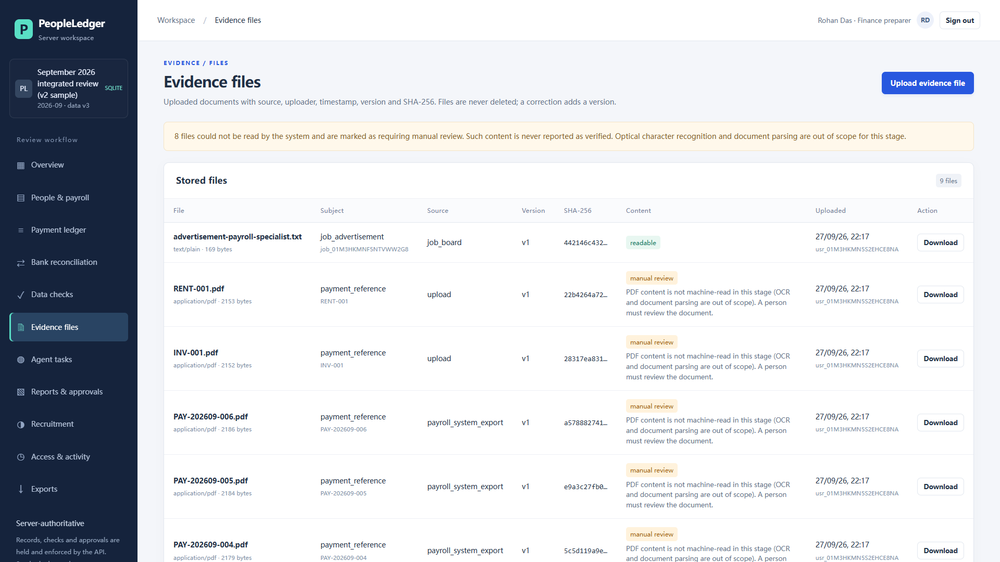 P
PeopleLedger
Server workspace
PL
September 2026
integrated review
(v2 sample)
2026-09 · data v3
SQLITE
Review workflow
Overview
People & payroll
Payment ledger
Bank reconciliation
Data checks
Evidence files
Agent tasks
Reports & approvals
Recruitment
Access & activity
Exports
Server-authoritative
Records, checks and approvals are
held and enforced by the API.
Workspace / Evidence files
Rohan Das · Finance preparer
RD
Sign out
EVIDENCE / FILES
Evidence files
Uploaded documents with source, uploader, timestamp, version and SHA-256. Files are never deleted; a correction adds a version.
Upload evidence file
8 files could not be read by the system and are marked as requiring manual review. Such content is never reported as verified. Optical character recognition and document parsing are out of scope for this stage.
Stored files
9 files
File Subject Source Version SHA-256 Content Uploaded Action
advertisement-payroll-specialist.txt
text/plain · 169 bytes
job_advertisement
job_01M3HKMNF5NTVWW2G8
job_board
v1
442146c432…
readable
27/09/26, 22:17
usr_01M3HKMN5S2EHCE8NA
Download
RENT-001.pdf
application/pdf · 2153 bytes
payment_reference
RENT-001
upload
v1
22b4264a72…
manual review
PDF content is not machine-read in this stage (OCR
and document parsing are out of scope). A person
must review the document.
27/09/26, 22:17
usr_01M3HKMN5S2EHCE8NA
Download
INV-001.pdf
application/pdf · 2152 bytes
payment_reference
INV-001
upload
v1
28317ea831…
manual review
PDF content is not machine-read in this stage (OCR
and document parsing are out of scope). A person
must review the document.
27/09/26, 22:17
usr_01M3HKMN5S2EHCE8NA
Download
PAY-202609-006.pdf
application/pdf · 2186 bytes
payment_reference
PAY-202609-006
payroll_system_export
v1
a578882741…
manual review
PDF content is not machine-read in this stage (OCR
and document parsing are out of scope). A person
must review the document.
27/09/26, 22:17
usr_01M3HKMN5S2EHCE8NA
Download
PAY-202609-005.pdf
application/pdf · 2184 bytes
payment_reference
PAY-202609-005
payroll_system_export
v1
e9a3c27fb0…
manual review
PDF content is not machine-read in this stage (OCR
and document parsing are out of scope). A person
must review the document.
27/09/26, 22:17
usr_01M3HKMN5S2EHCE8NA
Download
PAY-202609-004.pdf
application/pdf · 2179 bytes
payment_reference
PAY-202609-004
payroll_system_export
v1
5c5d119a9e…
manual review
PDF content is not machine-read in this stage (OCR
and document parsing are out of scope). A person
27/09/26, 22:17
usr_01M3HKMN5S2EHCE8NA
Download